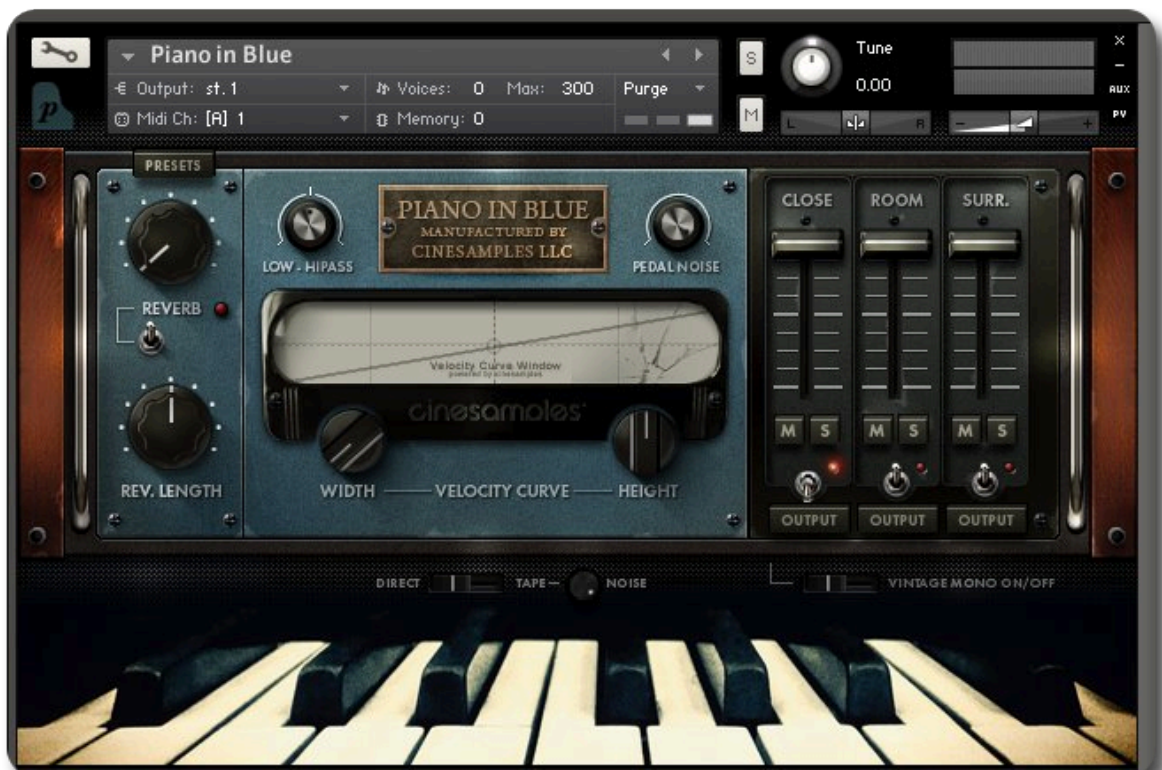 Piano in Blue
S
Tune
0.00
×
–
AUX
PV
Output: st. 1
Voices: 0 Max: 300
Purge
Midi Ch: [A] 1
Memory: 0
M
L
R
–
+
p
PRESETS
REVERB
REV. LENGTH
LOW - HIPASS
PIANO IN BLUE
MANUFACTURED BY
CINESAMPLES LLC
PEDAL NOISE
Velocity Curve Window
powered by cinesamples
cinesamples
WIDTH
VELOCITY CURVE
HEIGHT
CLOSE
ROOM
SURR.
M S
M S
M S
OUTPUT
OUTPUT
OUTPUT
DIRECT
TAPE
NOISE
VINTAGE MONO ON/OFF